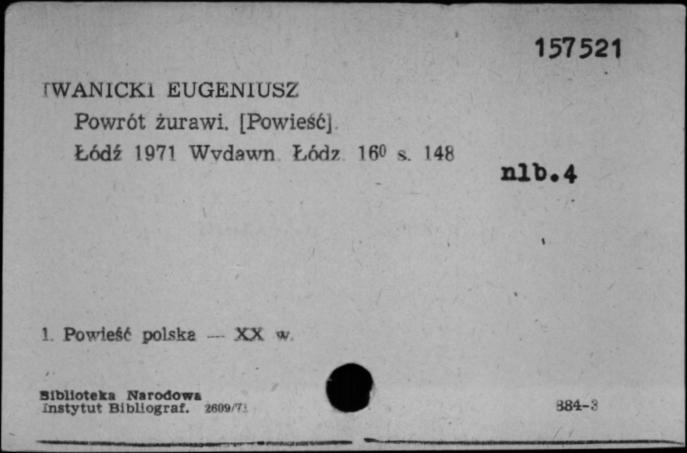 157521
IWANICKI EUGENIUSZ
Powrót żurawi. [Powieść].
Łódź 1971 Wydawn. Łódz. 16⁰ s. 148
nlb.4
1. Powieść polska — XX w.
Biblioteka Narodowa
Instytut Bibliograf. 2609/71
884-3